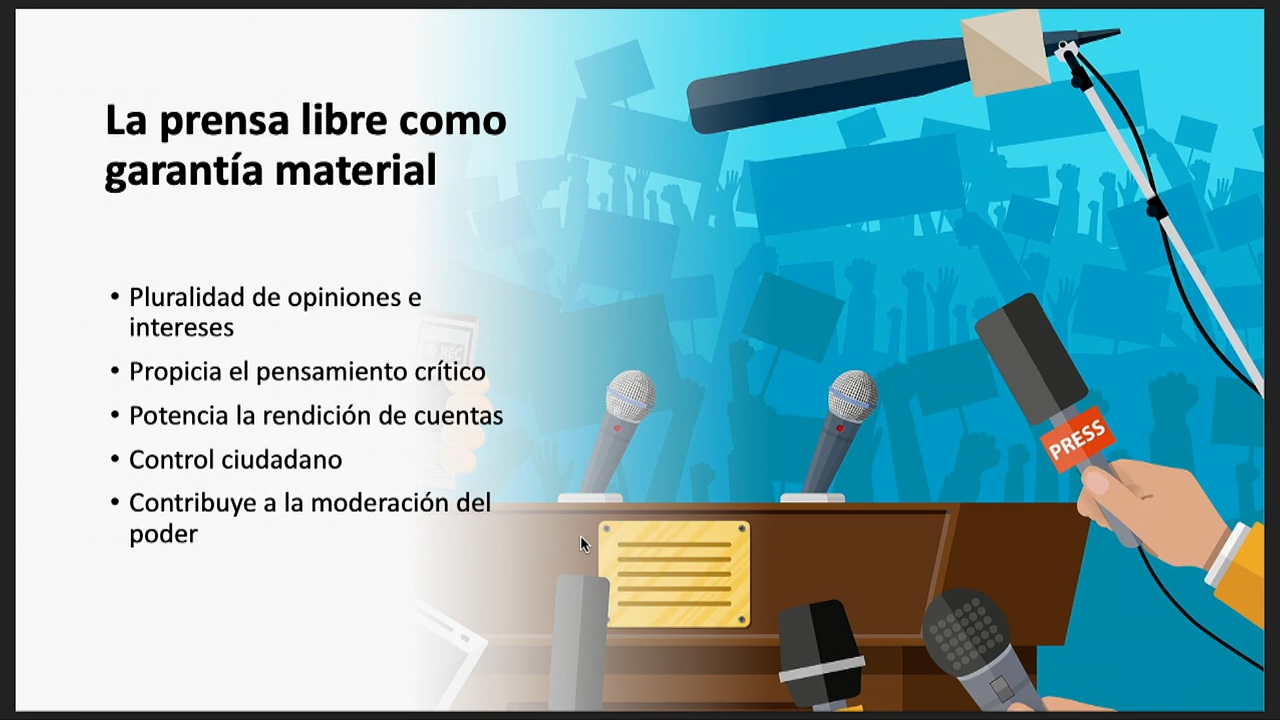 La prensa libre como
garantía material
• Pluralidad de opiniones e
intereses
• Propicia el pensamiento crítico
• Potencia la rendición de cuentas
• Control ciudadano
• Contribuye a la moderación del
poder
REC
PRESS